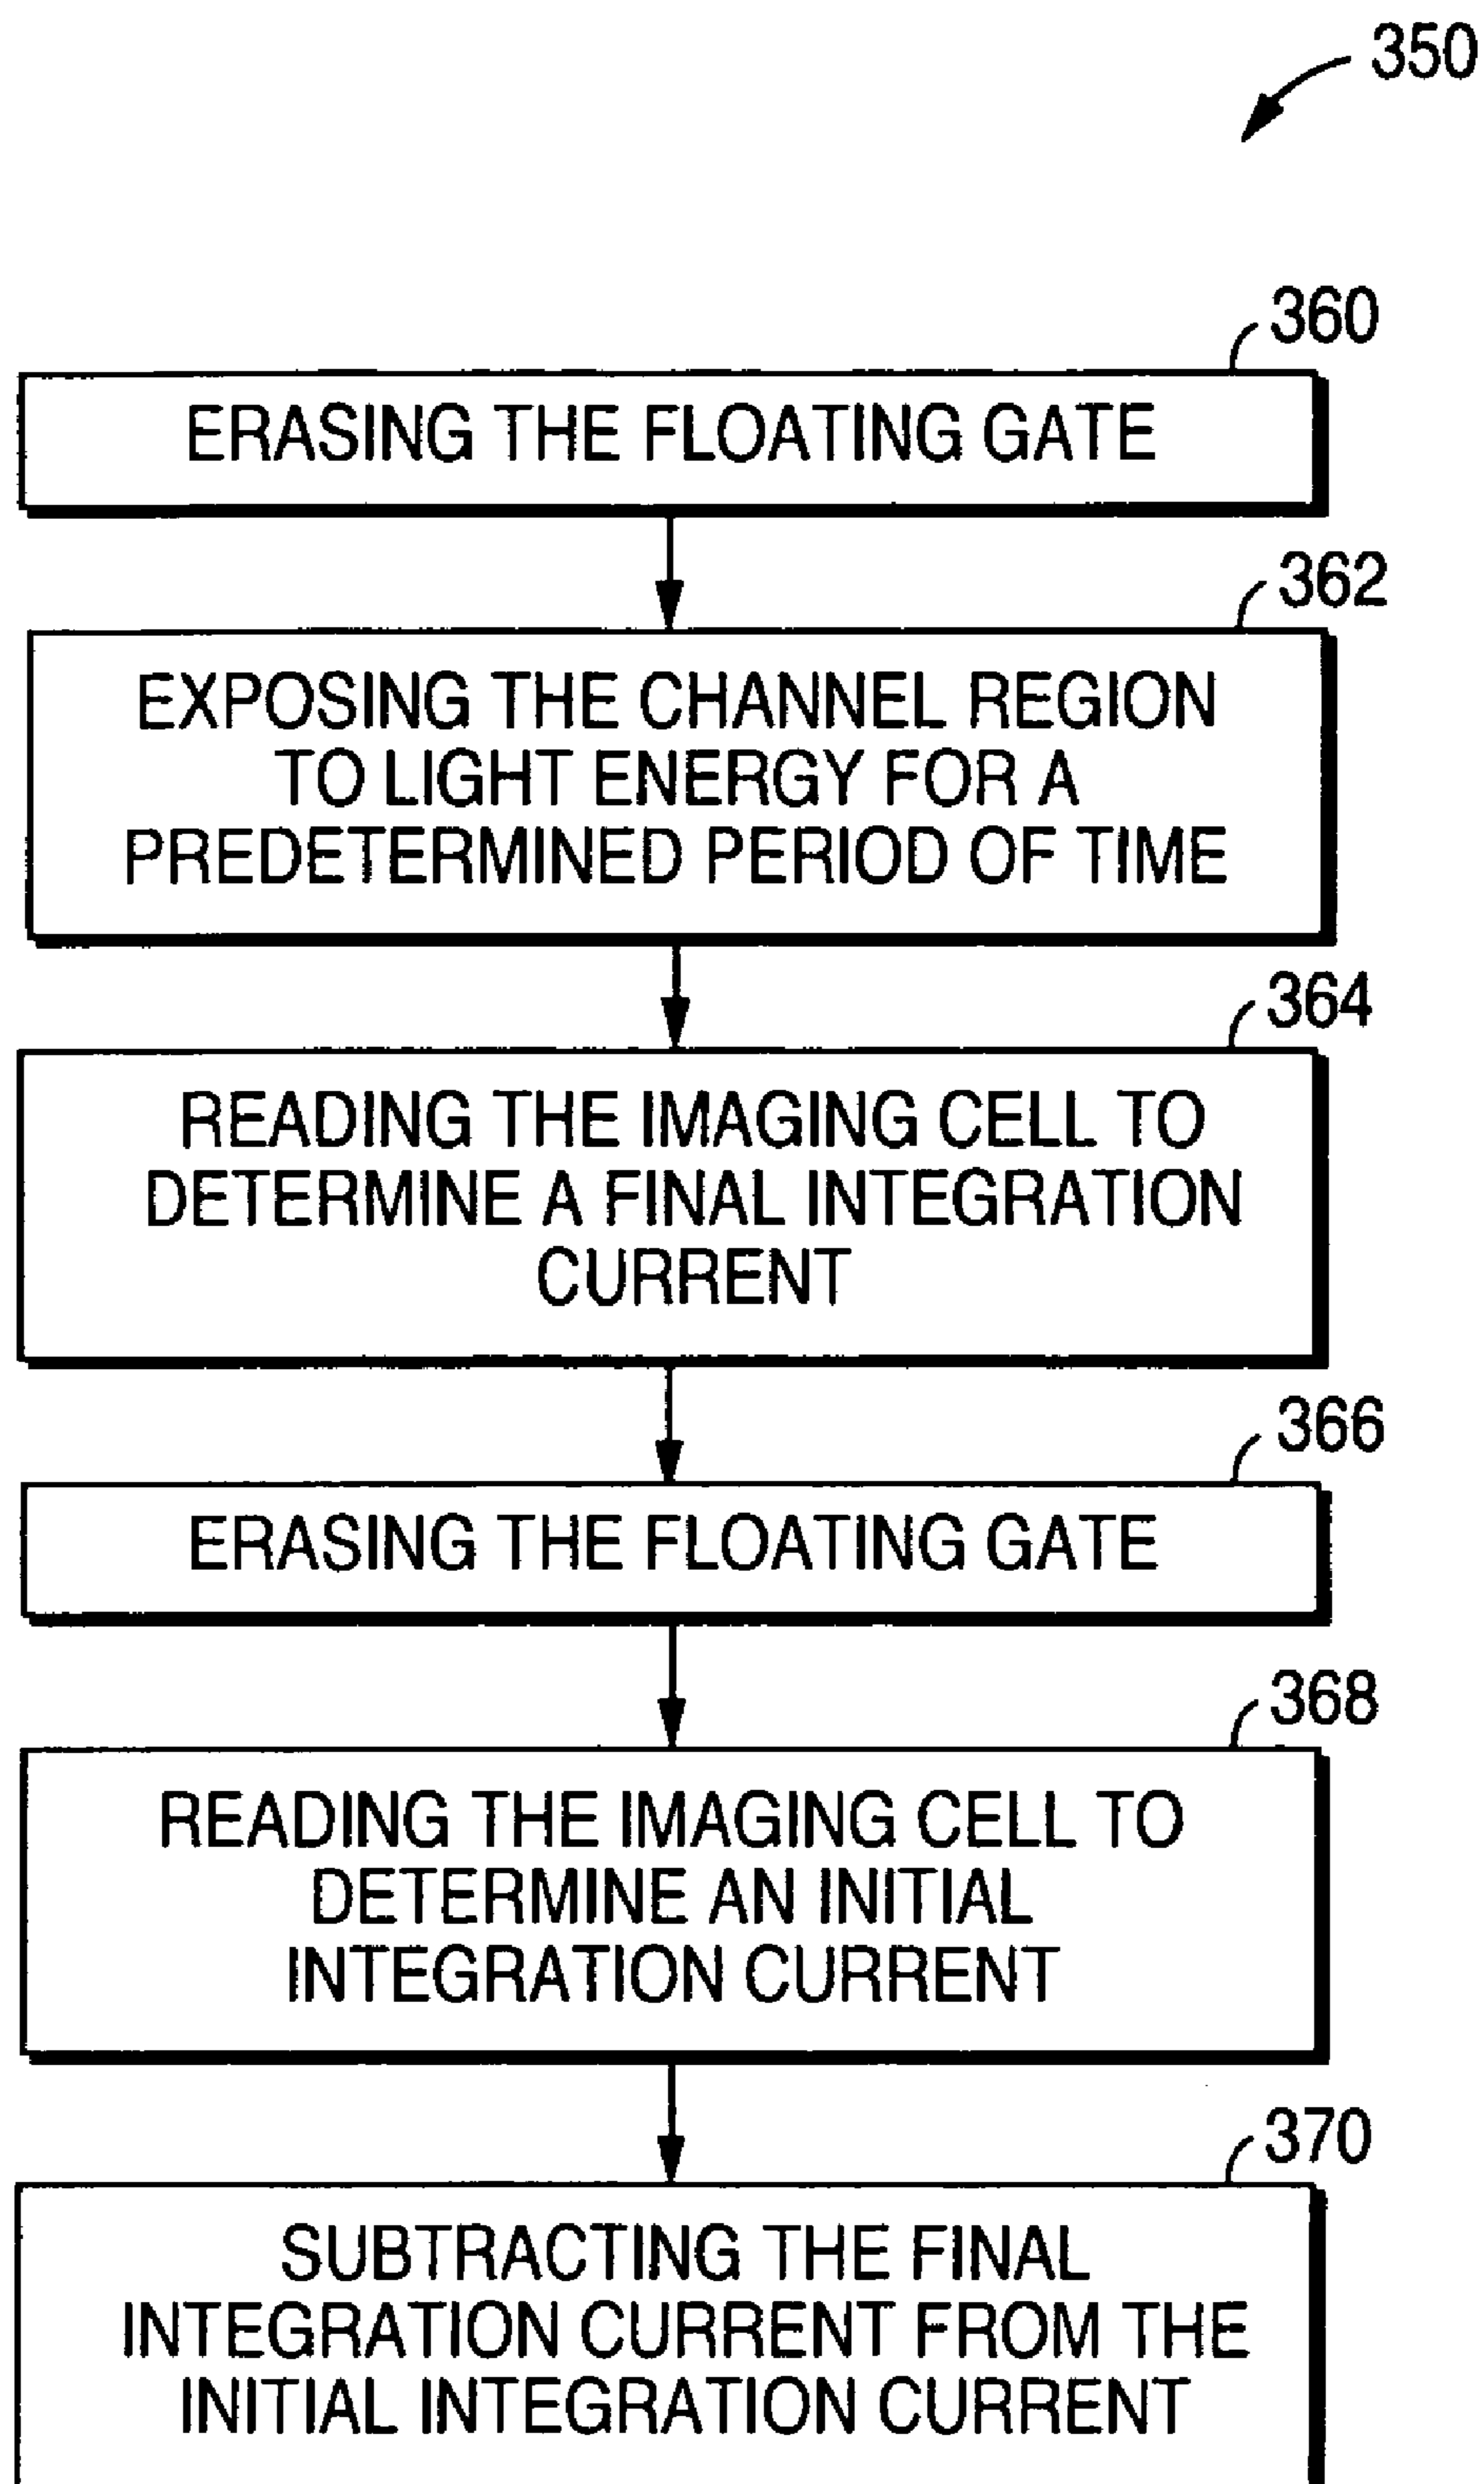 350
360
ERASING THE FLOATING GATE
362
EXPOSING THE CHANNEL REGION
TO LIGHT ENERGY FOR A
PREDETERMINED PERIOD OF TIME
364
READING THE IMAGING CELL TO
DETERMINE A FINAL INTEGRATION
CURRENT
366
ERASING THE FLOATING GATE
368
READING THE IMAGING CELL TO
DETERMINE AN INITIAL
INTEGRATION CURRENT
370
SUBTRACTING THE FINAL
INTEGRATION CURRENT FROM THE
INITIAL INTEGRATION CURRENT